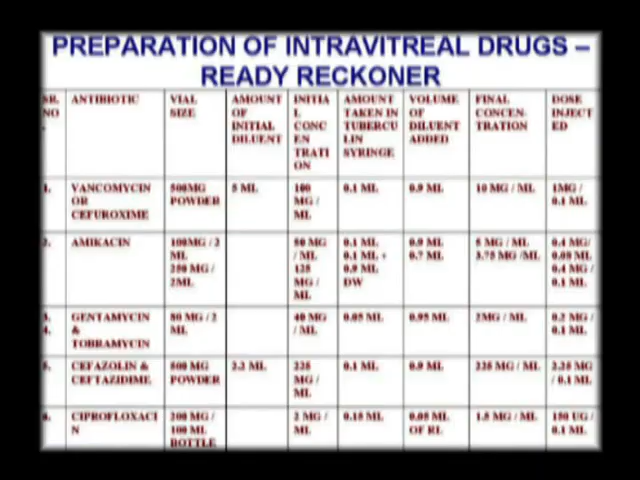 PREPARATION OF INTRAVITREAL DRUGS –
READY RECKONER
SR. NO. ANTIBIOTIC VIAL SIZE AMOUNT OF INITIAL DILUENT INITIAL CONCENTRATION AMOUNT TAKEN IN TUBERCULIN SYRINGE VOLUME OF DILUENT ADDED FINAL CONCEN-TRATION DOSE INJECTED
1. VANCOMYCIN OR CEFUROXIME 500MG POWDER 5 ML 100 MG / ML 0.1 ML 0.9 ML 10 MG / ML 1MG / 0.1 ML
2. AMIKACIN 100MG / 2 ML 250 MG / 2ML 50 MG / ML 125 MG / ML 0.1 ML 0.1 ML + 0.9 ML DW 0.9 ML 0.7 ML 5 MG / ML 3.75 MG /ML 0.4 MG/ 0.08 ML 0.4 MG / 0.1 ML
3. 4. GENTAMYCIN & TOBRAMYCIN 80 MG / 2 ML 40 MG / ML 0.05 ML 0.95 ML 2MG / ML 0.2 MG / 0.1 ML
5. CEFAZOLIN & CEFTAZIDIME 500 MG POWDER 2.2 ML 225 MG / ML 0.1 ML 0.9 ML MG / ML 2.25 MG / 0.1 ML
6. CIPROFLOXACIN 200 MG / 100 ML BOTTLE 2 MG / ML 0.15 ML 0.05 ML OF RL 1.5 MG / ML 150 UG / 0.1 ML